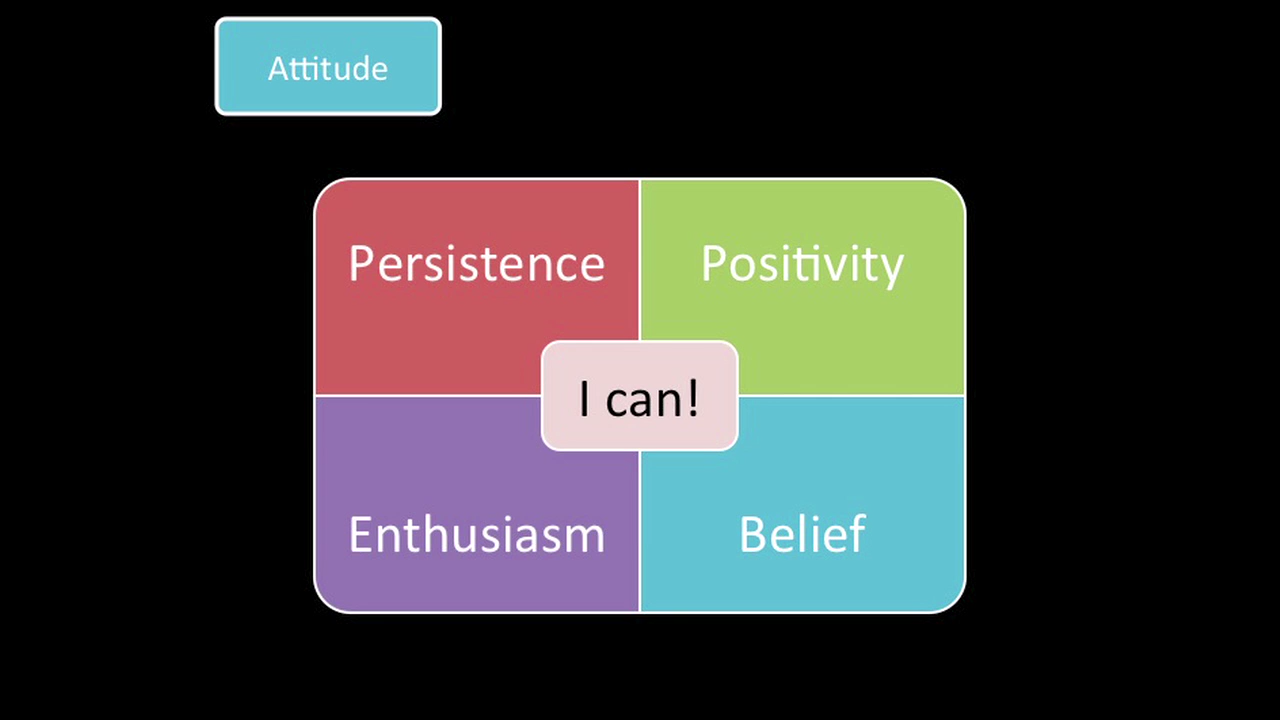 Attitude
Persistence
Positivity
I can!
Enthusiasm
Belief